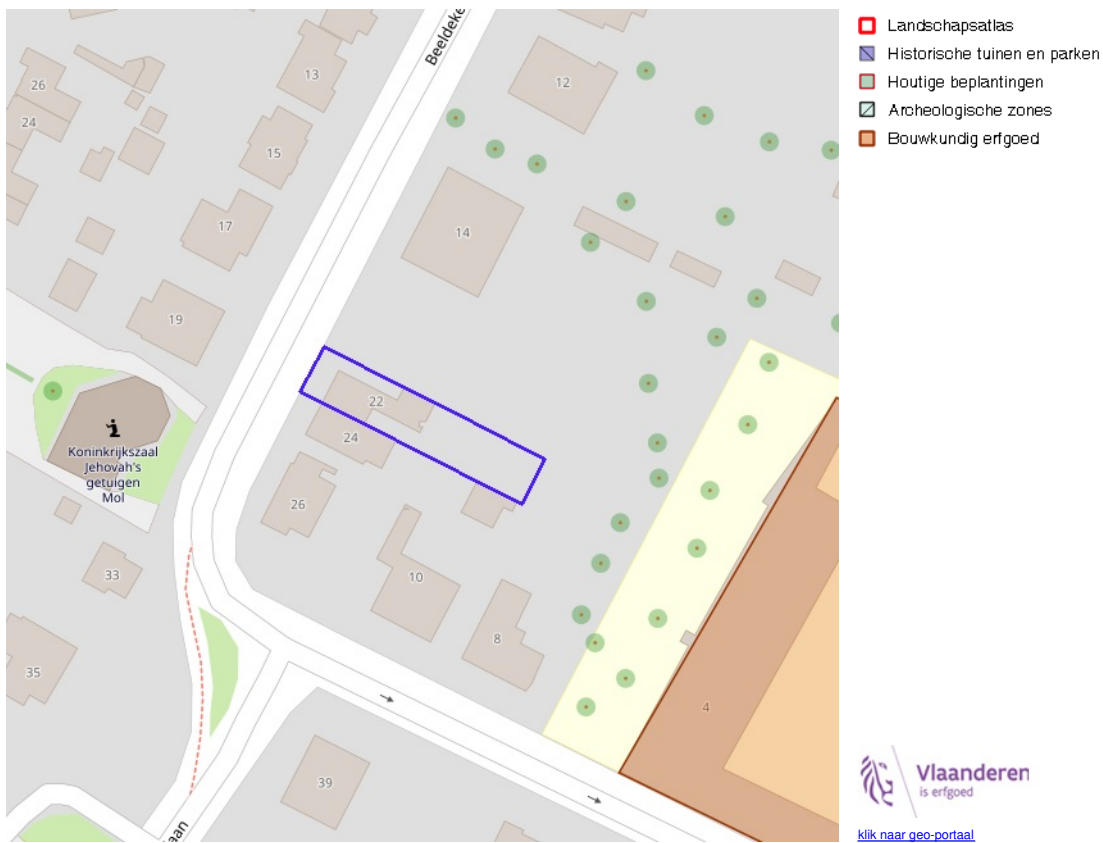 Beeldeke
13
26
24
15
12
17
14
19
22
24
Koninkrijkszaal
Jehovah's
getuigen
Mol
26
33
10
8
35
4
39
laan
Landschapsatlas
Historische tuinen en parken
Houtige beplantingen
Archeologische zones
Bouwkundig erfgoed
Vlaanderen
is erfgoed
klik naar geo-portaal